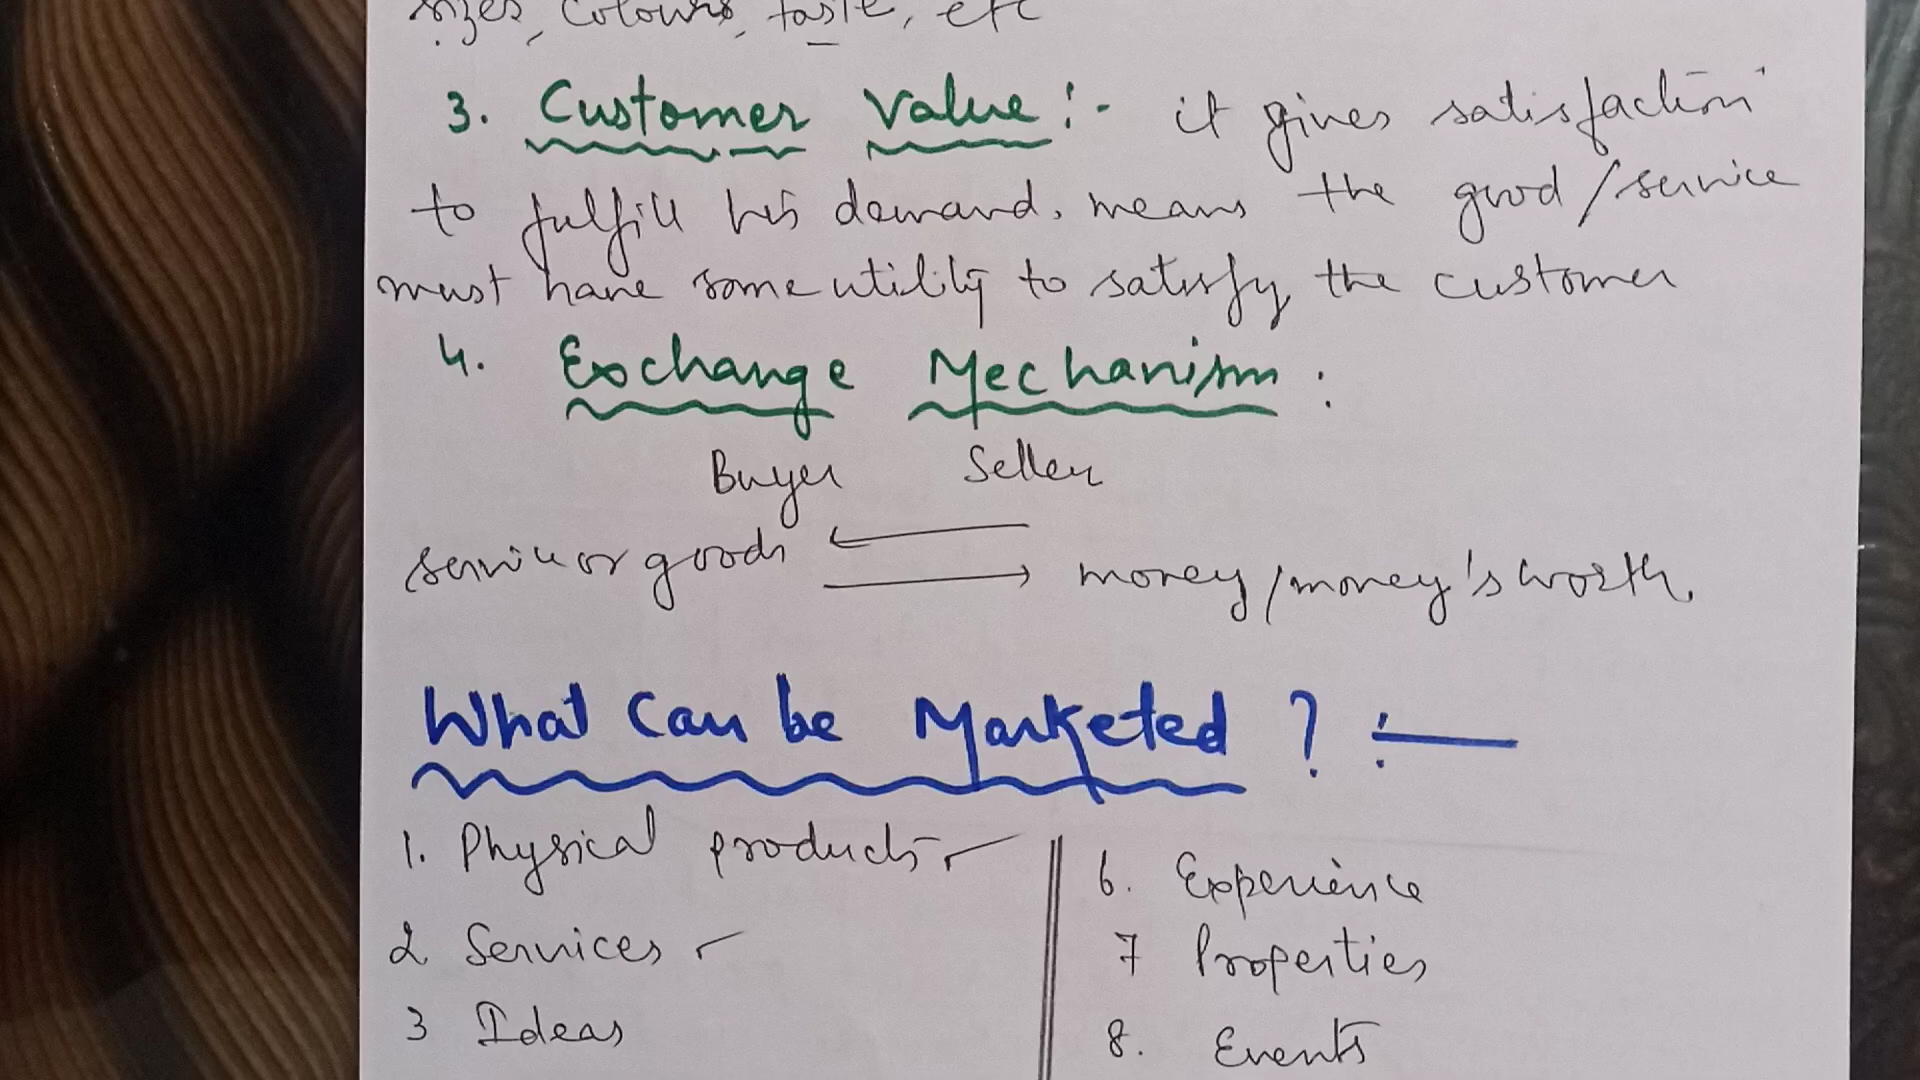 sizes, colours, taste, etc
3. Customer Value :- it gives satisfaction
to fulfill his demand. means the good/service
must have some utility to satisfy the customer
4. Exchange Mechanism :
Buyer Seller
service or goods ← → money/money's worth.
What Can be Marketed ? :-
1. Physical products
2 Services
3 Ideas
6. Experience
7 Properties
8. Events